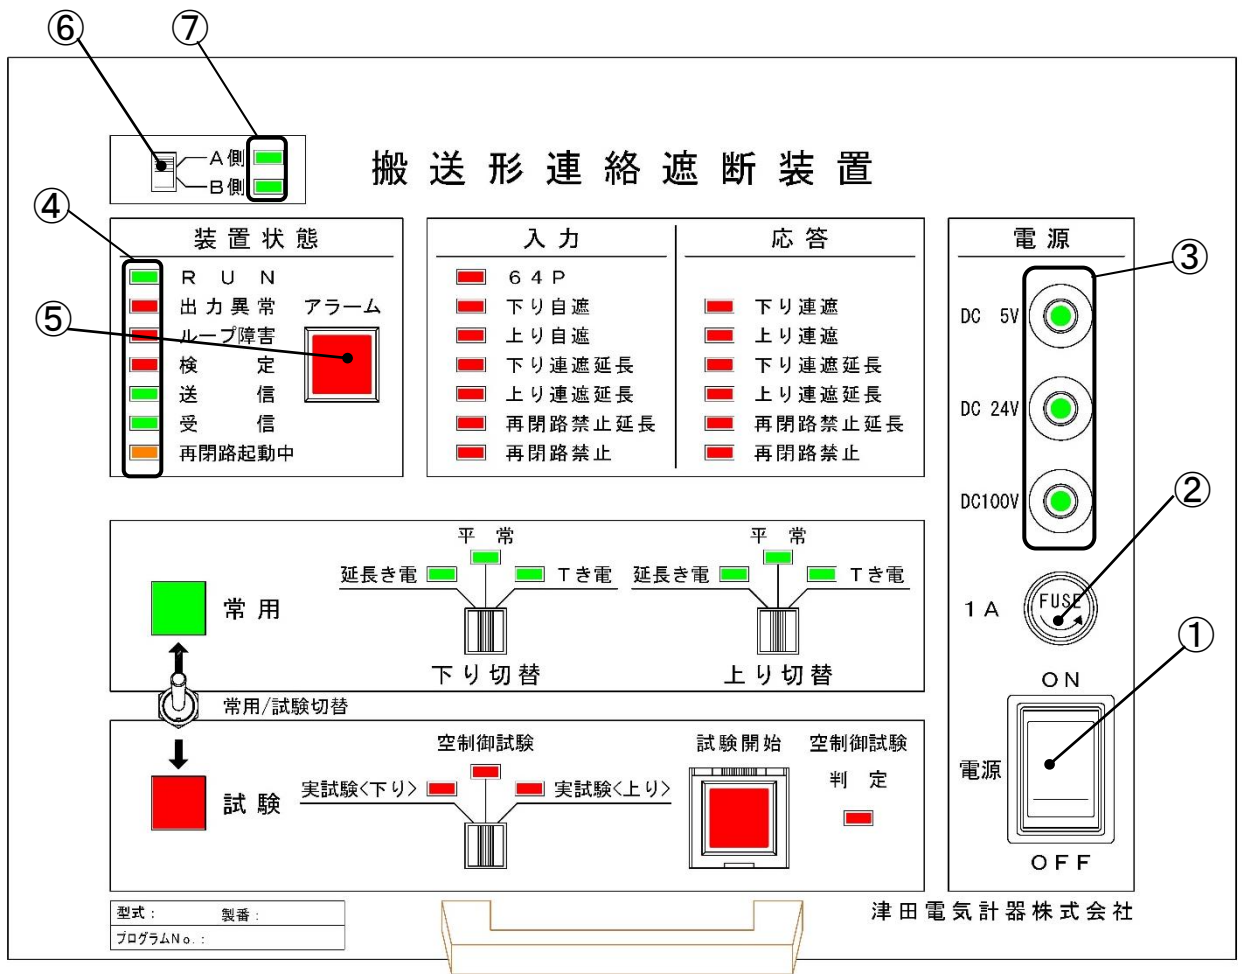 ⑥ ⑦
A側
B側
搬送形連絡遮断装置
④
装置状態
RUN
出力異常
ループ障害
検定
送信
受信
再閉路起動中
アラーム
⑤
入力
64P
下り自遮
上り自遮
下り連遮延長
上り連遮延長
再閉路禁止延長
再閉路禁止
応答
下り連遮
上り連遮
下り連遮延長
上り連遮延長
再閉路禁止延長
再閉路禁止
電源
③
DC 5V
DC 24V
DC100V
②
1A
FUSE
①
ON
電源
OFF
常用
平常
延長き電
Tき電
下り切替
平常
延長き電
Tき電
上り切替
常用/試験切替
試験
空制御試験
実試験<下り>
実試験<上り>
試験開始
空制御試験
判定
型式： 製番：
プログラムNo.：
津田電気計器株式会社